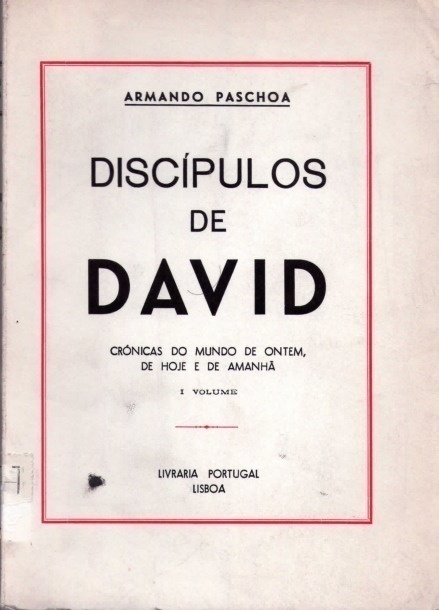 ARMANDO PASCHOA
DISCÍPULOS
DE
DAVID
CRÓNICAS DO MUNDO DE ONTEM,
DE HOJE E DE AMANHÃ
I VOLUME
LIVRARIA PORTUGAL
LISBOA